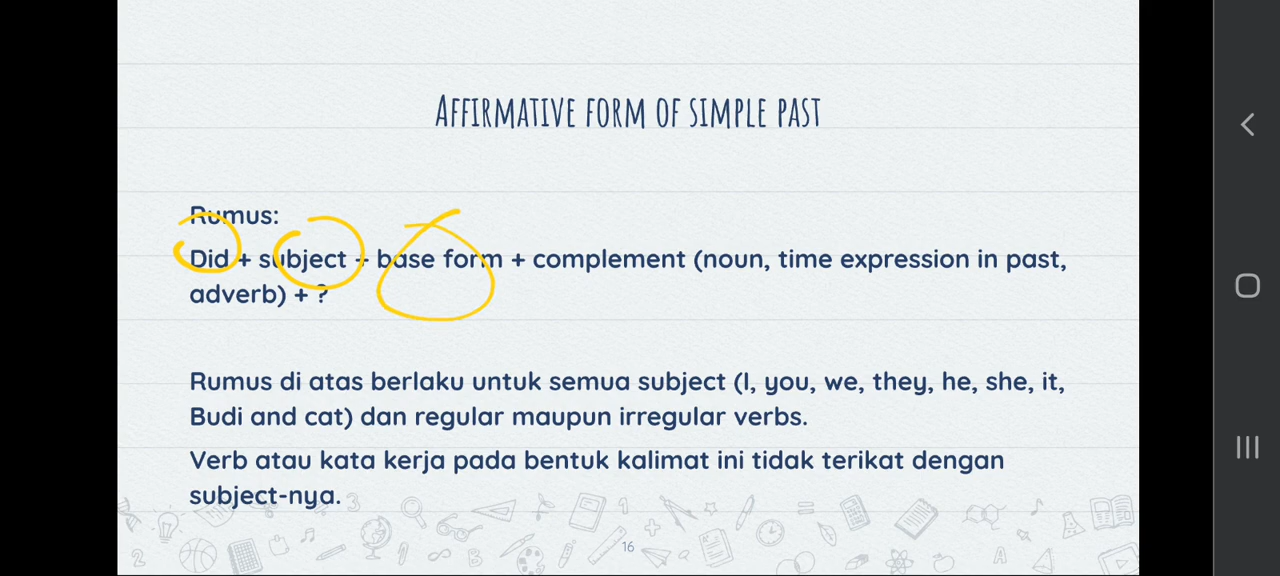 AFFIRMATIVE FORM OF SIMPLE PAST
Rumus:
Did + subject + base form + complement (noun, time expression in past,
adverb) + ?
Rumus di atas berlaku untuk semua subject (I, you, we, they, he, she, it,
Budi and cat) dan regular maupun irregular verbs.
Verb atau kata kerja pada bentuk kalimat ini tidak terikat dengan
subject-nya.
16